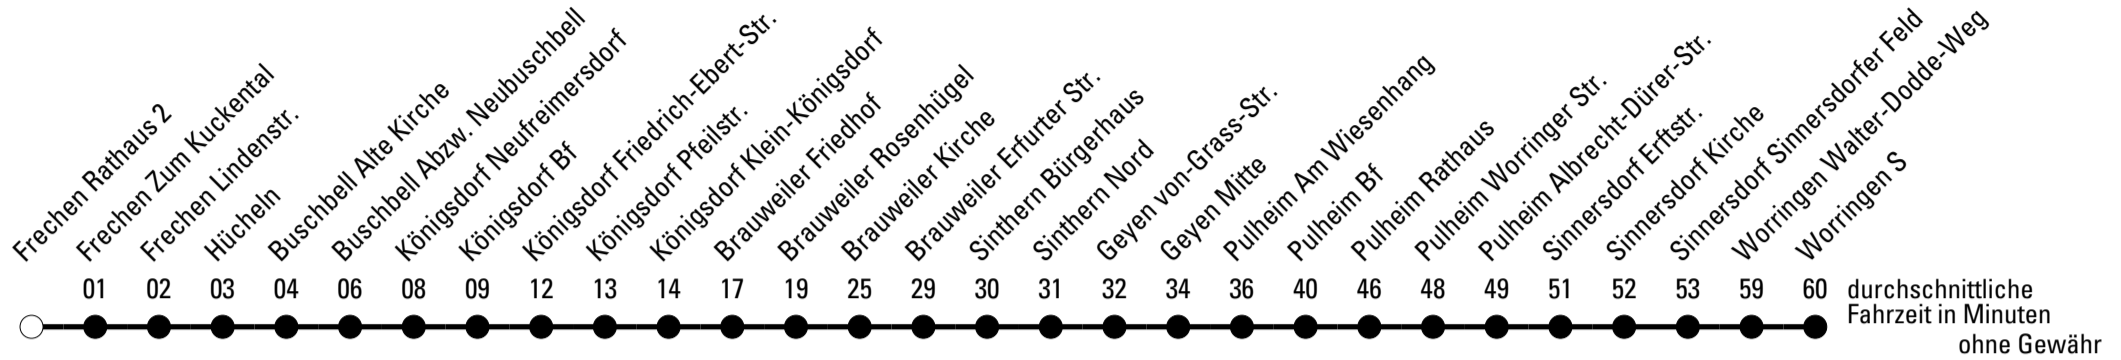 Frechen Rathaus 2
Frechen Zum Kuckental
Frechen Lindenstr.
Hücheln
Buschbell Alte Kirche
Buschbell Abzw. Neubuschbell
Königsdorf Neufreimersdorf
Königsdorf Bf
Königsdorf Friedrich-Ebert-Str.
Königsdorf Pfeilstr.
Königsdorf Klein-Königsdorf
Brauweiler Friedhof
Brauweiler Rosenhügel
Brauweiler Kirche
Brauweiler Erfurter Str.
Sinthern Bürgerhaus
Sinthern Nord
Geyen von-Grass-Str.
Geyen Mitte
Pulheim Am Wiesenhang
Pulheim Bf
Pulheim Rathaus
Pulheim Worringer Str.
Pulheim Albrecht-Dürer-Str.
Sinnersdorf Erftstr.
Sinnersdorf Kirche
Sinnersdorf Sinnersdorfer Feld
Worringen Walter-Dodde-Weg
Worringen S
01 02 03 04 06 08 09 12 13 14 17 19 25 29 30 31 32 34 36 40 46 48 49 51 52 53 59 60 durchschnittliche
Fahrzeit in Minuten
ohne Gewähr